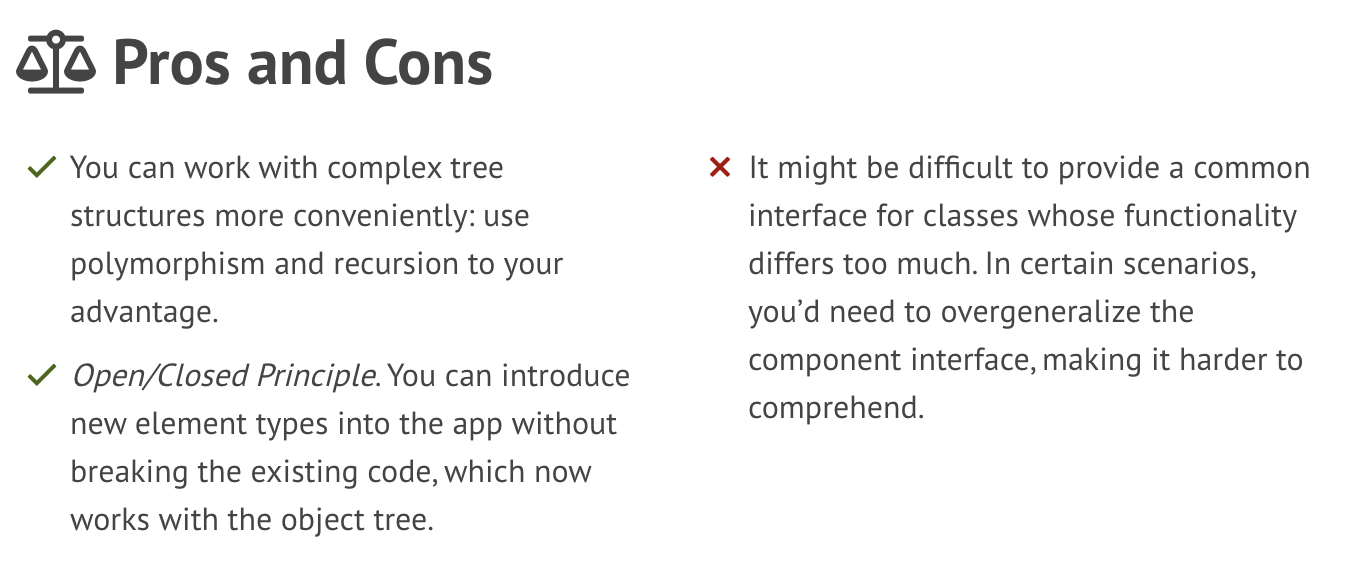 Pros and Cons
You can work with complex tree
structures more conveniently: use
polymorphism and recursion to your
advantage.
Open/Closed Principle. You can introduce
new element types into the app without
breaking the existing code, which now
works with the object tree.
It might be difficult to provide a common
interface for classes whose functionality
differs too much. In certain scenarios,
you’d need to overgeneralize the
component interface, making it harder to
comprehend.